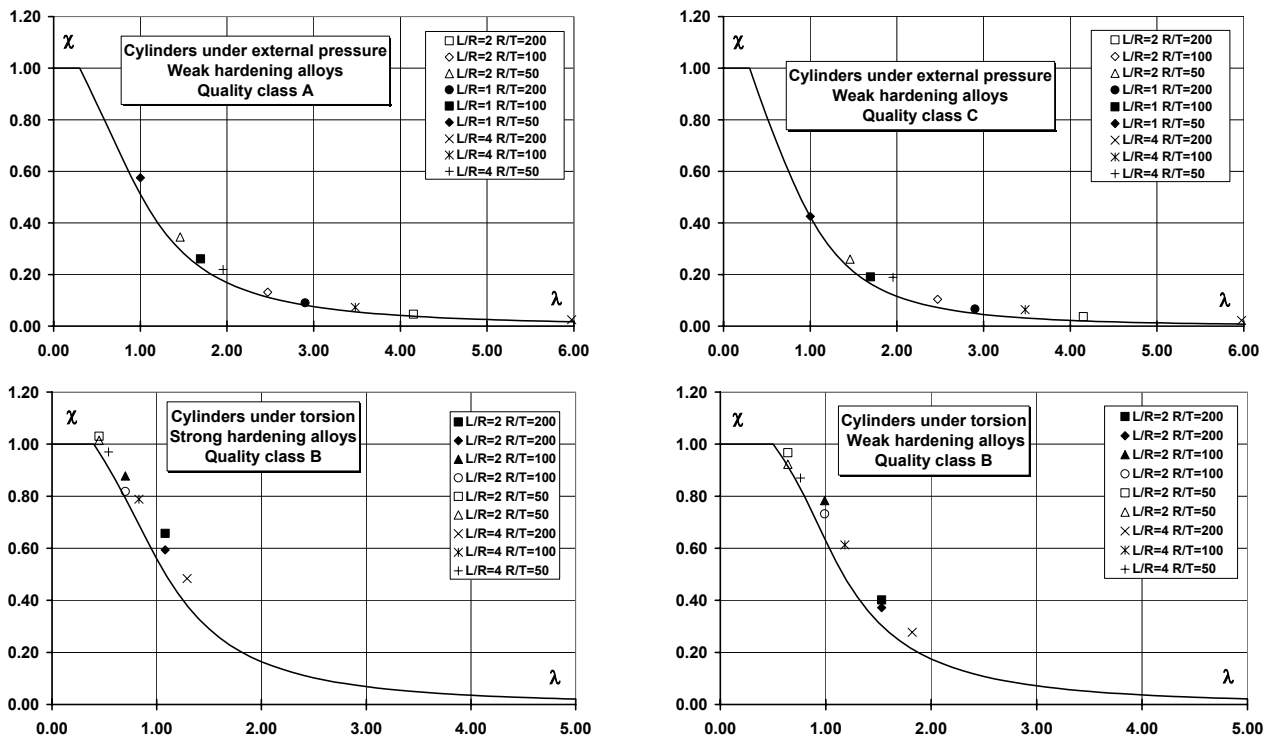 1.20
1.00
0.80
0.60
0.40
0.20
0.00
0.00 1.00 2.00 3.00 4.00 5.00 6.00
χ
λ
Cylinders under external pressure
Weak hardening alloys
Quality class A
L/R=2 R/T=200
L/R=2 R/T=100
L/R=2 R/T=50
L/R=1 R/T=200
L/R=1 R/T=100
L/R=1 R/T=50
L/R=4 R/T=200
L/R=4 R/T=100
L/R=4 R/T=50
1.20
1.00
0.80
0.60
0.40
0.20
0.00
0.00 1.00 2.00 3.00 4.00 5.00 6.00
χ
λ
Cylinders under external pressure
Weak hardening alloys
Quality class C
L/R=2 R/T=200
L/R=2 R/T=100
L/R=2 R/T=50
L/R=1 R/T=200
L/R=1 R/T=100
L/R=1 R/T=50
L/R=4 R/T=200
L/R=4 R/T=100
L/R=4 R/T=50
1.20
1.00
0.80
0.60
0.40
0.20
0.00
0.00 1.00 2.00 3.00 4.00 5.00
χ
λ
Cylinders under torsion
Strong hardening alloys
Quality class B
L/R=2 R/T=200
L/R=2 R/T=200
L/R=2 R/T=100
L/R=2 R/T=100
L/R=2 R/T=50
L/R=2 R/T=50
L/R=4 R/T=200
L/R=4 R/T=100
L/R=4 R/T=50
1.20
1.00
0.80
0.60
0.40
0.20
0.00
0.00 1.00 2.00 3.00 4.00 5.00
χ
λ
Cylinders under torsion
Weak hardening alloys
Quality class B
L/R=2 R/T=200
L/R=2 R/T=200
L/R=2 R/T=100
L/R=2 R/T=100
L/R=2 R/T=50
L/R=2 R/T=50
L/R=4 R/T=200
L/R=4 R/T=100
L/R=4 R/T=50